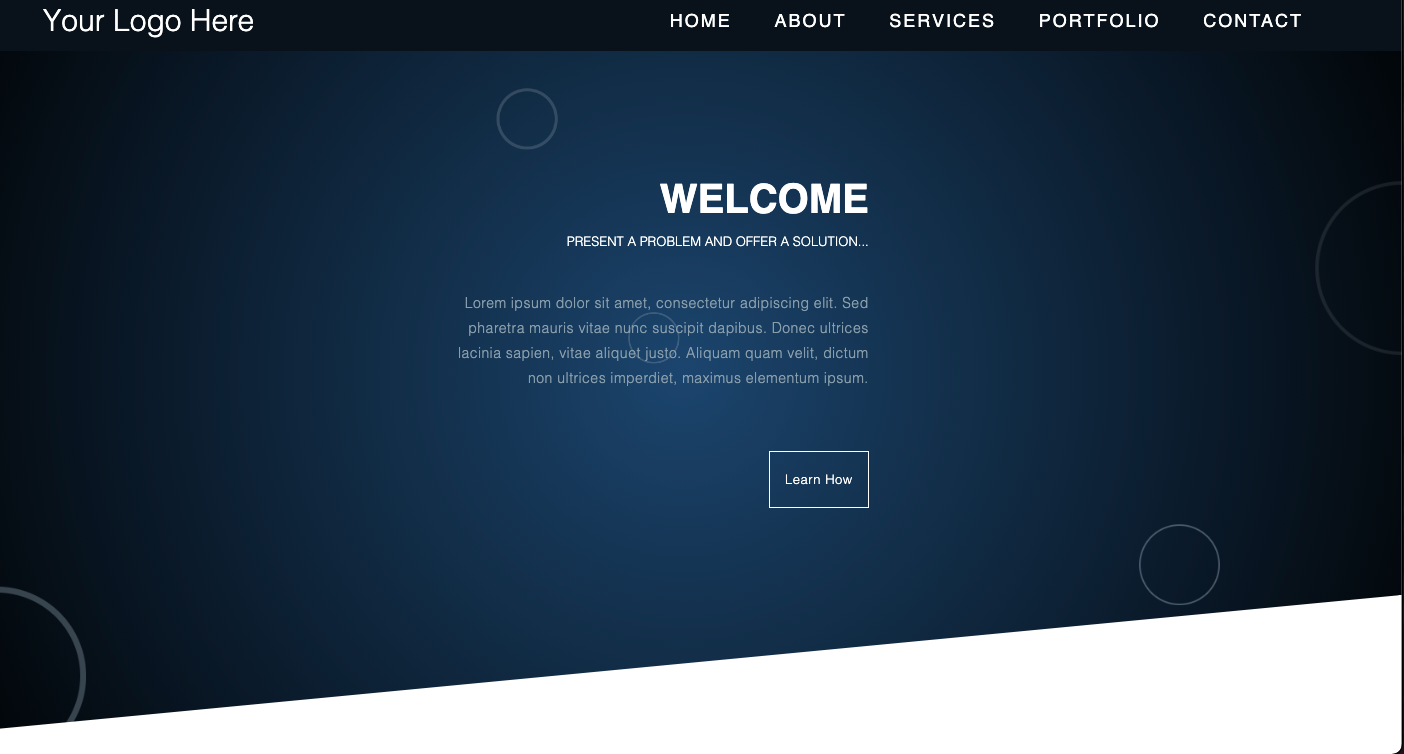 Your Logo Here
HOME ABOUT SERVICES PORTFOLIO CONTACT
WELCOME
PRESENT A PROBLEM AND OFFER A SOLUTION...
Lorem ipsum dolor sit amet, consectetur adipiscing elit. Sed
pharetra mauris vitae nunc suscipit dapibus. Donec ultrices
lacinia sapien, vitae aliquet justo. Aliquam quam velit, dictum
non ultrices imperdiet, maximus elementum ipsum.
Learn How